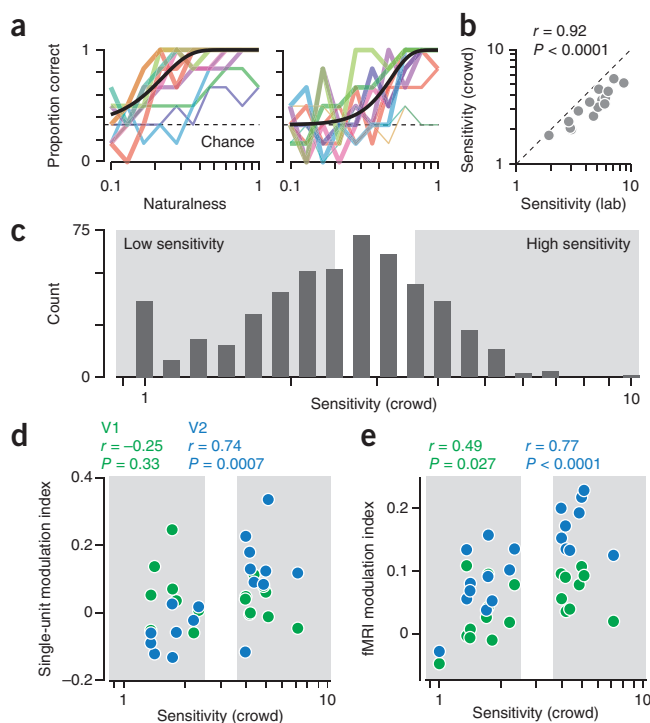 a
Proportion correct
1
0
Chance
0.1
1
0.1
1
Naturalness
b
r = 0.92
P < 0.0001
Sensitivity (crowd)
10
1
1
10
Sensitivity (lab)
c
Count
75
0
Low sensitivity
High sensitivity
1
10
Sensitivity (crowd)
d
V1
r = −0.25
P = 0.33
V2
r = 0.74
P = 0.0007
Single-unit modulation index
0.4
0.2
0
−0.2
1
10
Sensitivity (crowd)
e
r = 0.49
P = 0.027
r = 0.77
P < 0.0001
fMRI modulation index
0.2
0.1
0
1
10
Sensitivity (crowd)